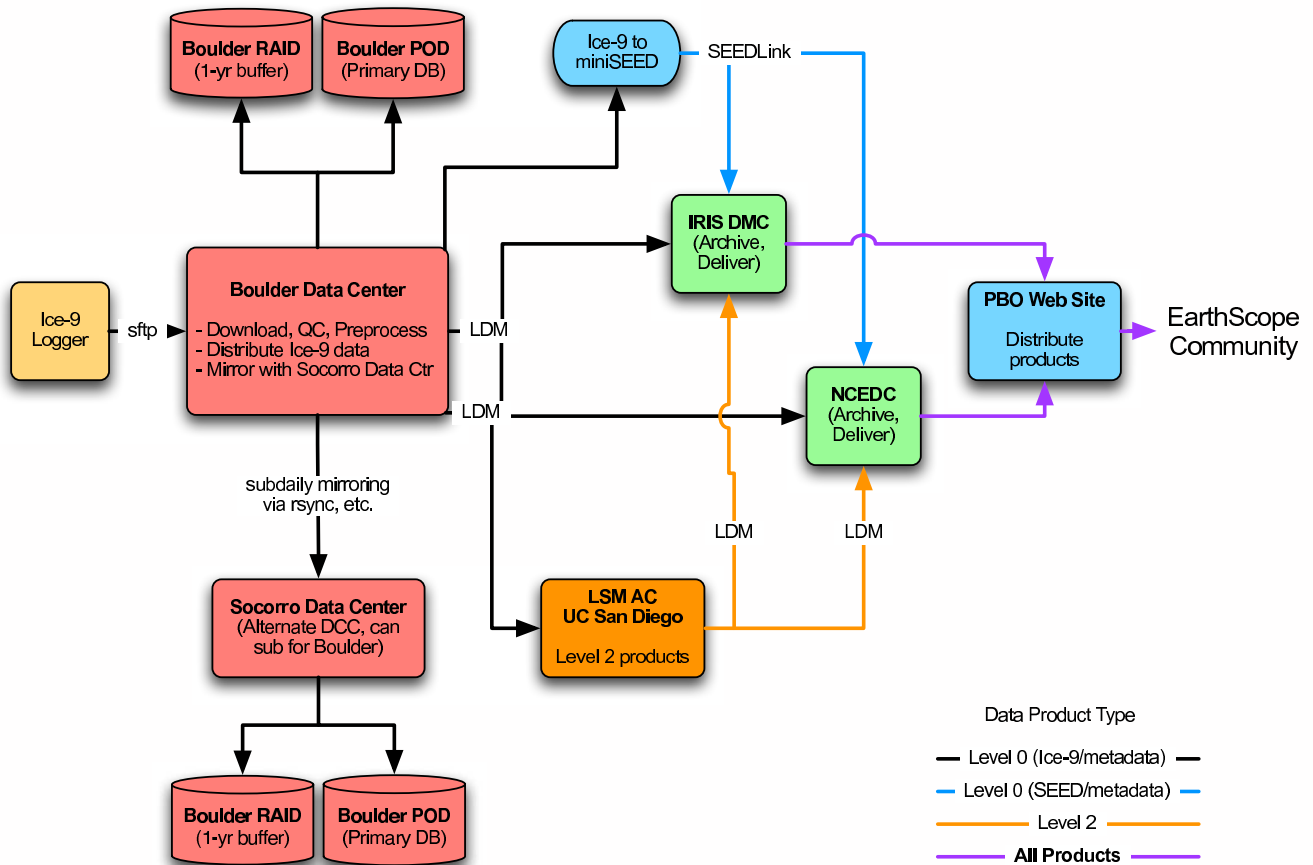 Boulder RAID
(1-yr buffer)
Boulder POD
(Primary DB)
Ice-9 to
miniSEED
SEEDLink
IRIS DMC
(Archive,
Deliver)
Ice-9
Logger
sftp
Boulder Data Center
- Download, QC, Preprocess
- Distribute Ice-9 data
- Mirror with Socorro Data Ctr
LDM
LDM
PBO Web Site
Distribute
products
EarthScope
Community
NCEDC
(Archive,
Deliver)
subdaily mirroring
via rsync, etc.
LDM
LDM
Socorro Data Center
(Alternate DCC, can
sub for Boulder)
LSM AC
UC San Diego
Level 2 products
Boulder RAID
(1-yr buffer)
Boulder POD
(Primary DB)
Data Product Type
Level 0 (Ice-9/metadata)
Level 0 (SEED/metadata)
Level 2
All Products